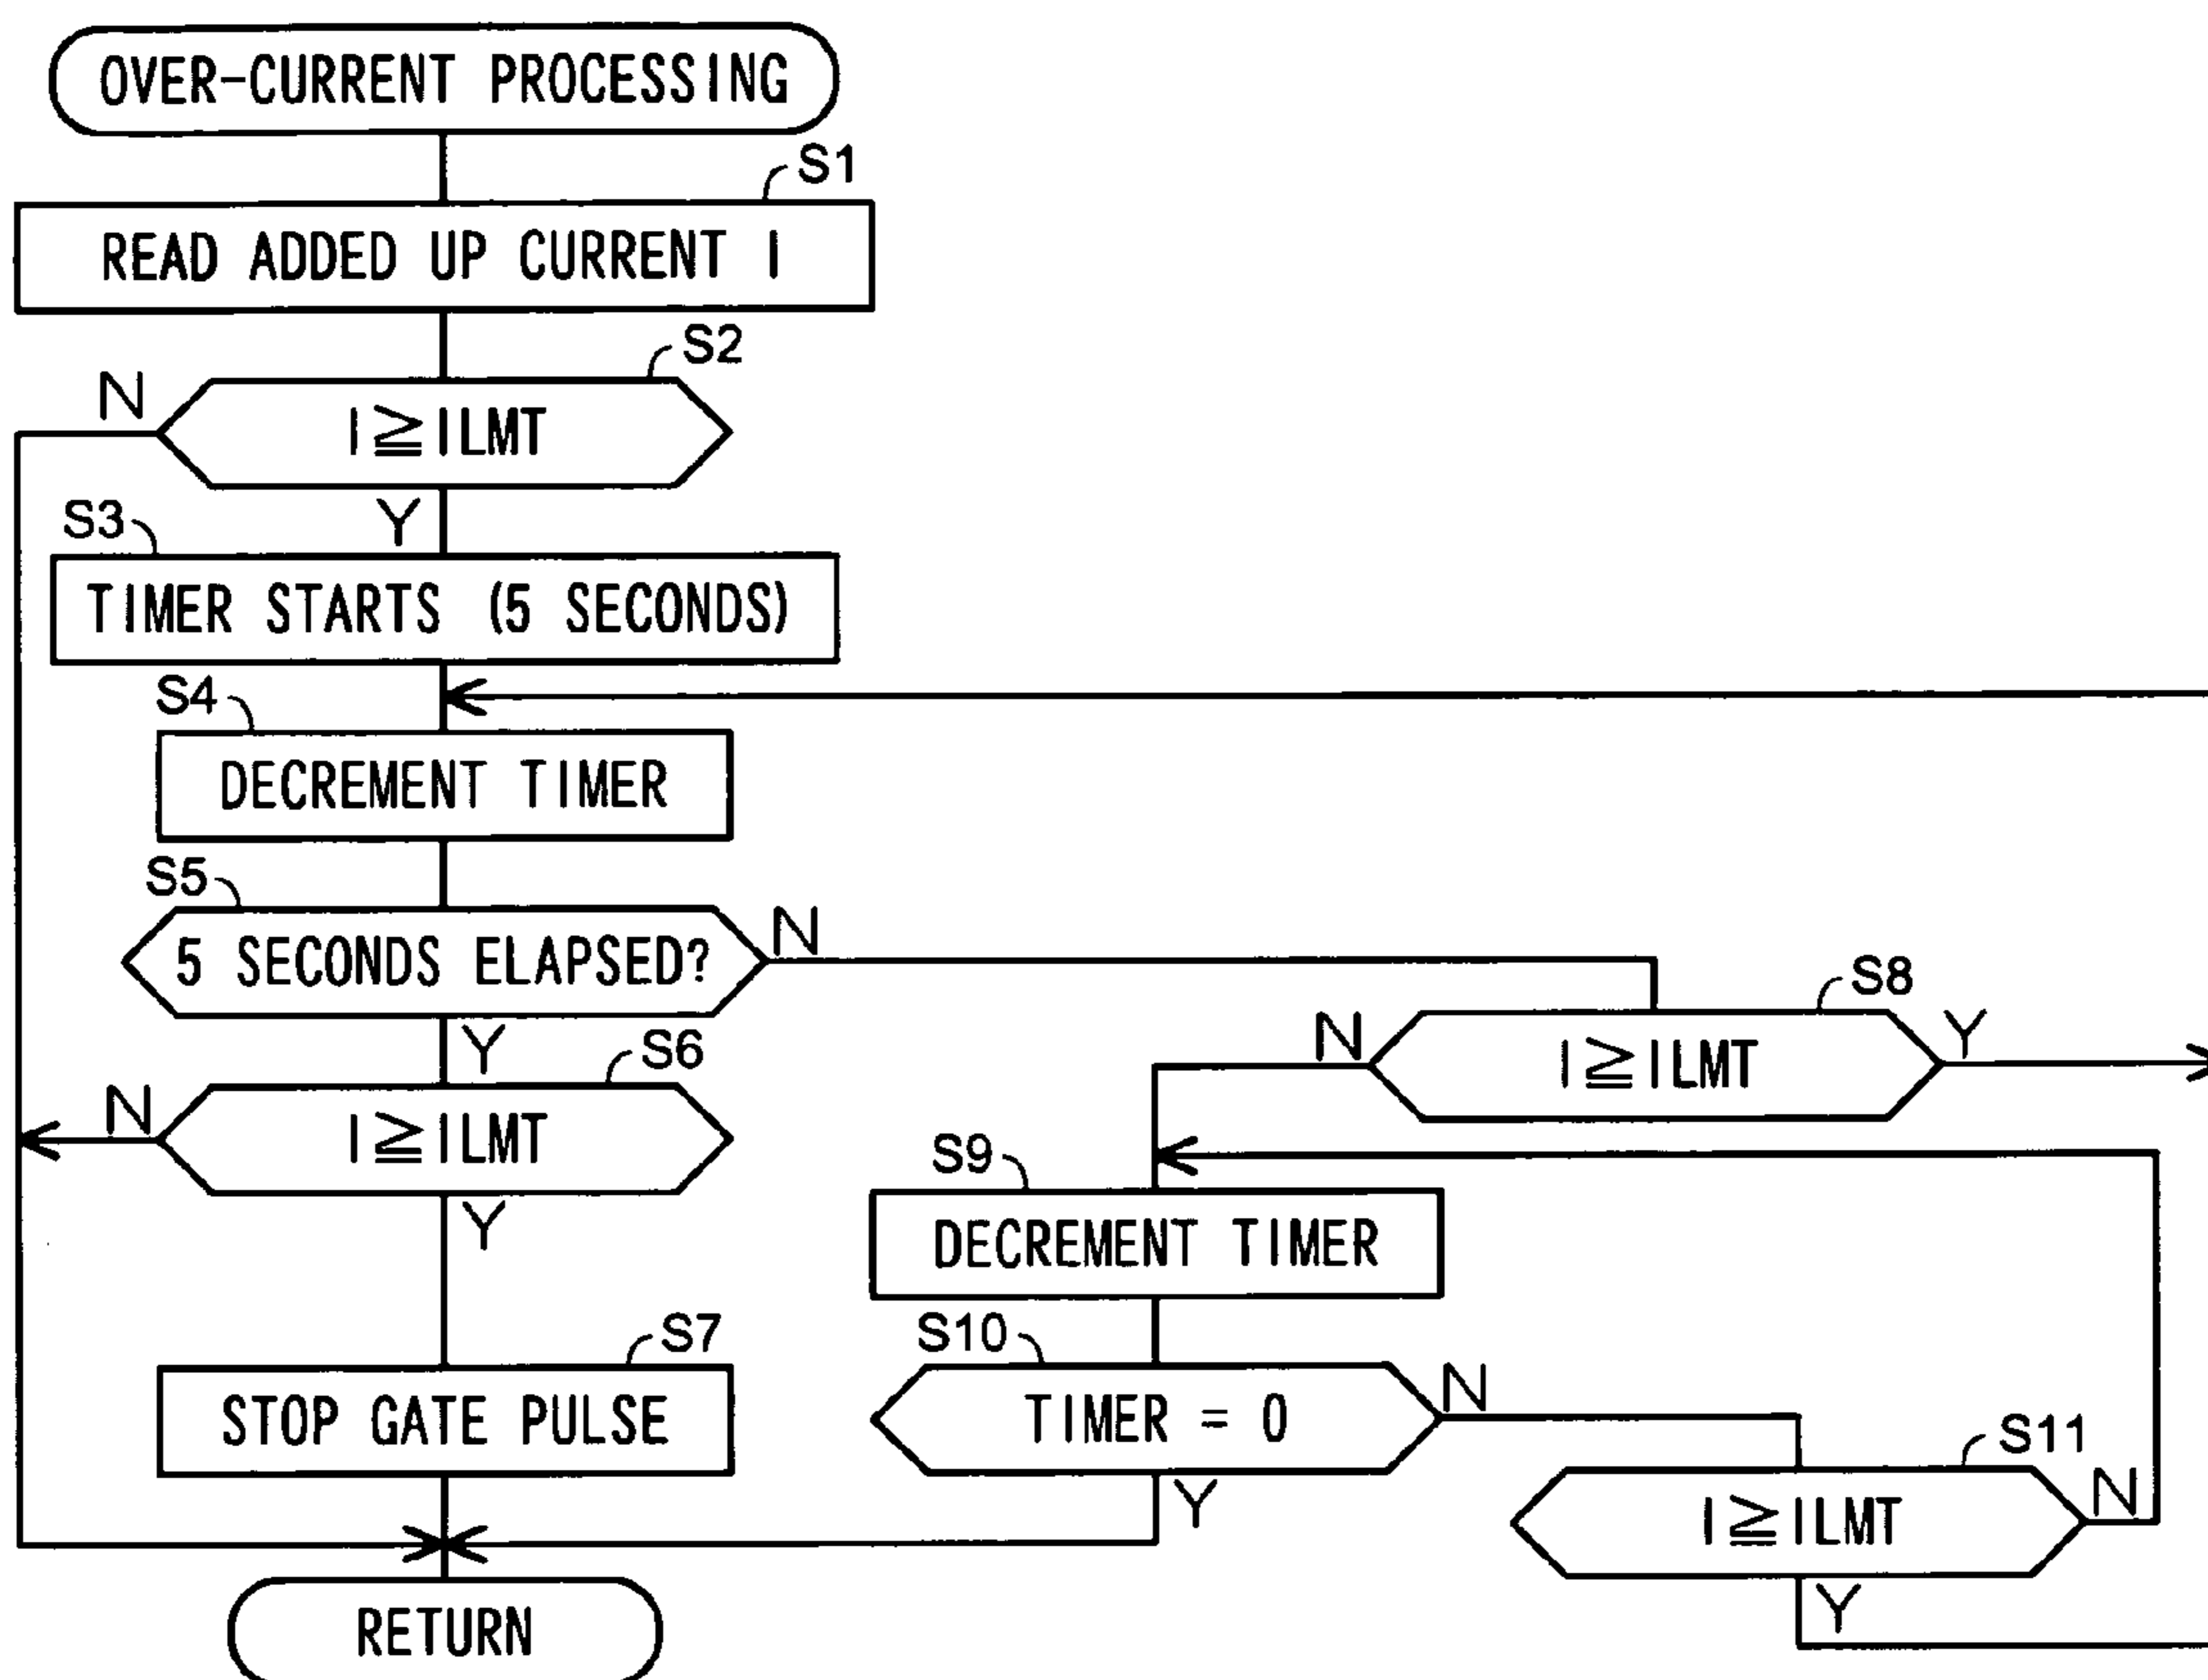 OVER-CURRENT PROCESSING
S1
READ ADDED UP CURRENT I
S2
N
I≧ILMT
Y
S3
TIMER STARTS (5 SECONDS)
S4
DECREMENT TIMER
S5
5 SECONDS ELAPSED?
N
Y
S6
N
I≧ILMT
Y
S7
STOP GATE PULSE
RETURN
S8
N
I≧ILMT
Y
S9
DECREMENT TIMER
S10
TIMER = 0
N
Y
S11
I≧ILMT
N
Y